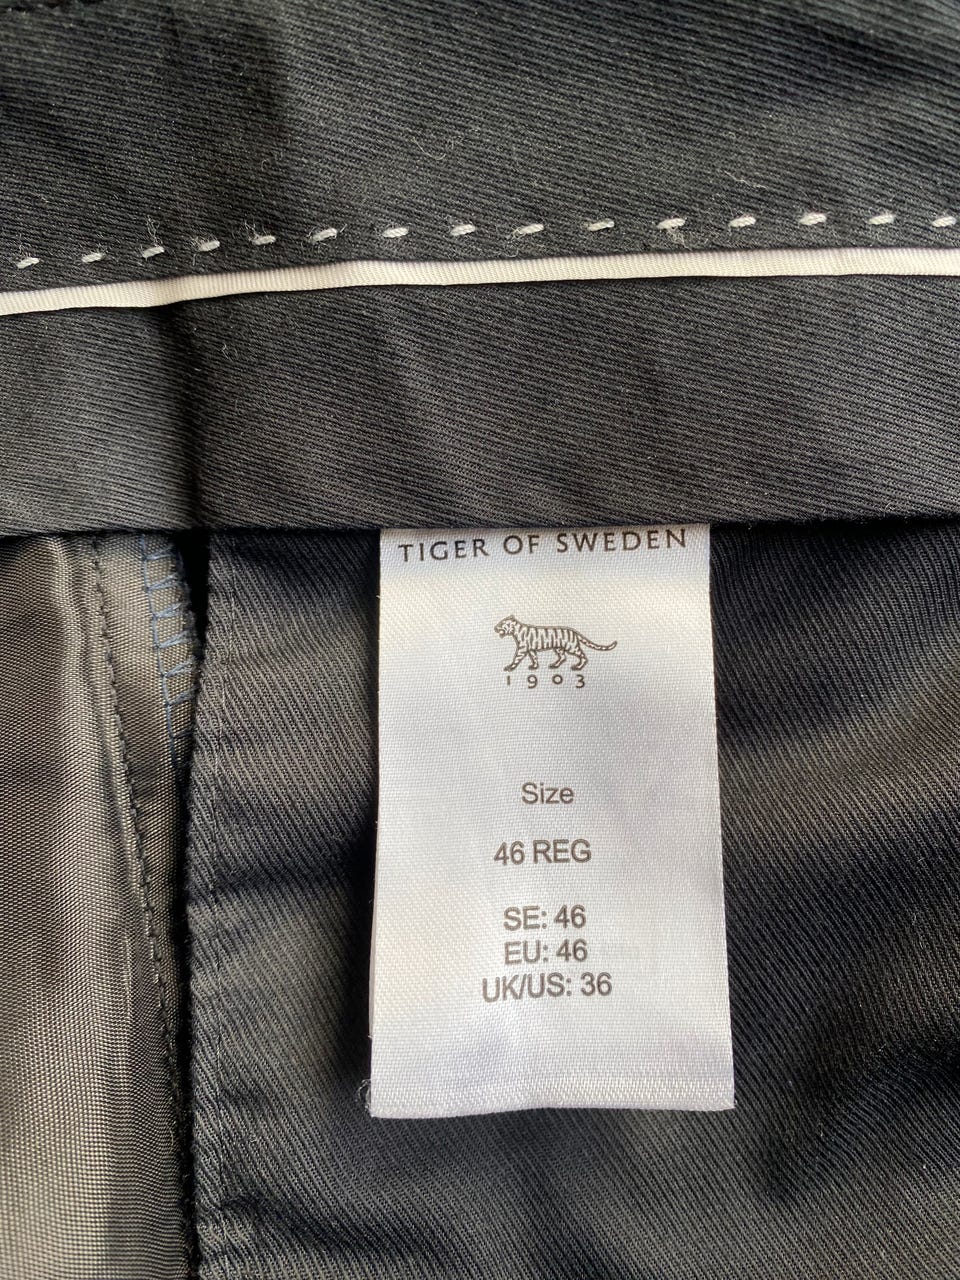 TIGER OF SWEDEN
1903
Size
46 REG
SE: 46
EU: 46
UK/US: 36